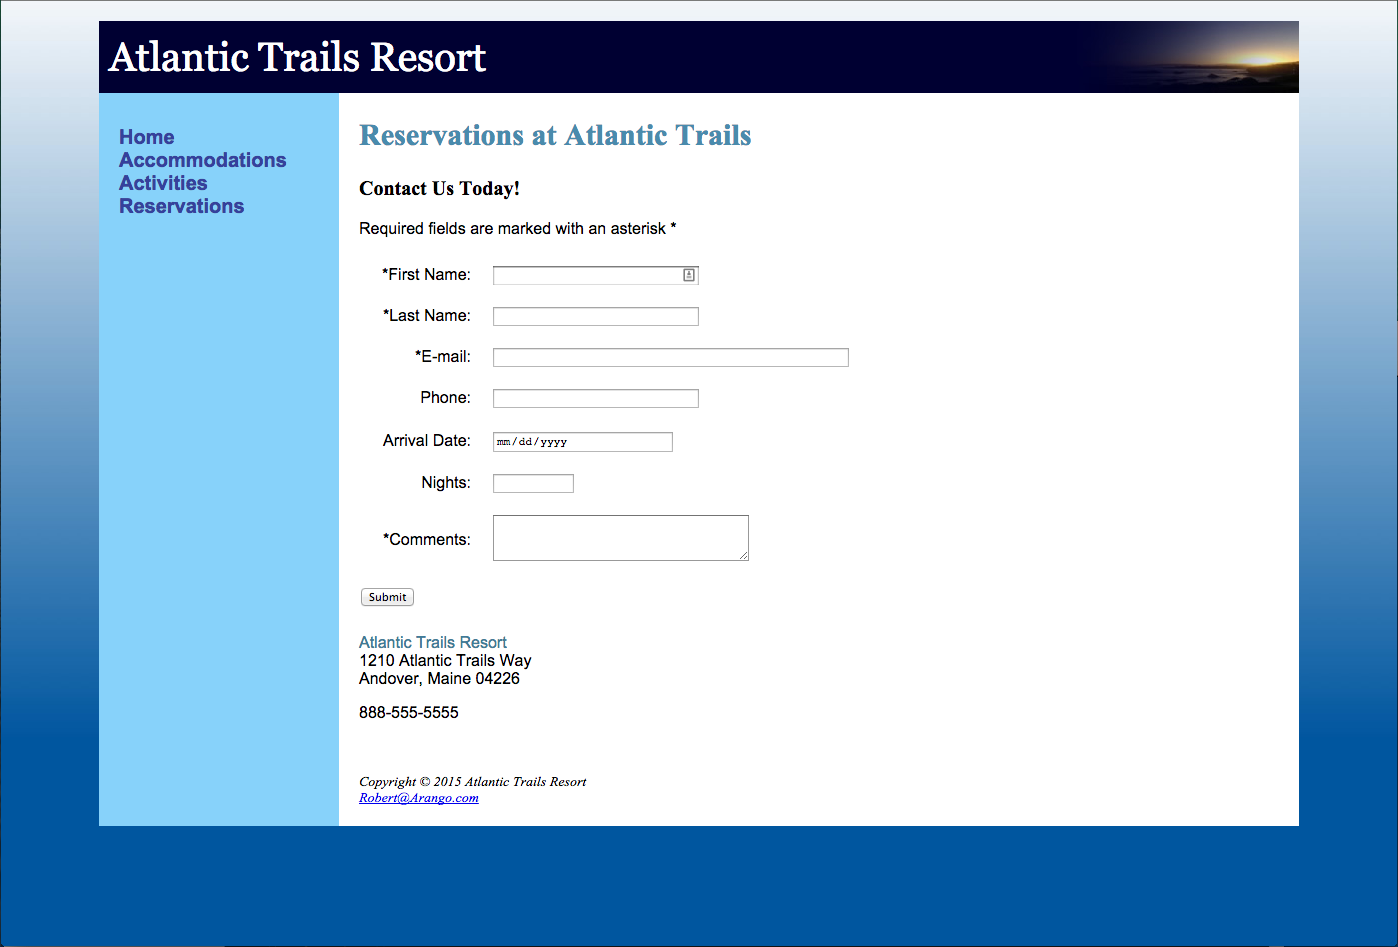 Atlantic Trails Resort
Home
Accommodations
Activities
Reservations
Reservations at Atlantic Trails
Contact Us Today!
Required fields are marked with an asterisk *
*First Name:
*Last Name:
*E-mail:
Phone:
Arrival Date: mm/dd/yyyy
Nights:
*Comments:
Submit
Atlantic Trails Resort
1210 Atlantic Trails Way
Andover, Maine 04226
888-555-5555
Copyright © 2015 Atlantic Trails Resort
Robert@Arango.com